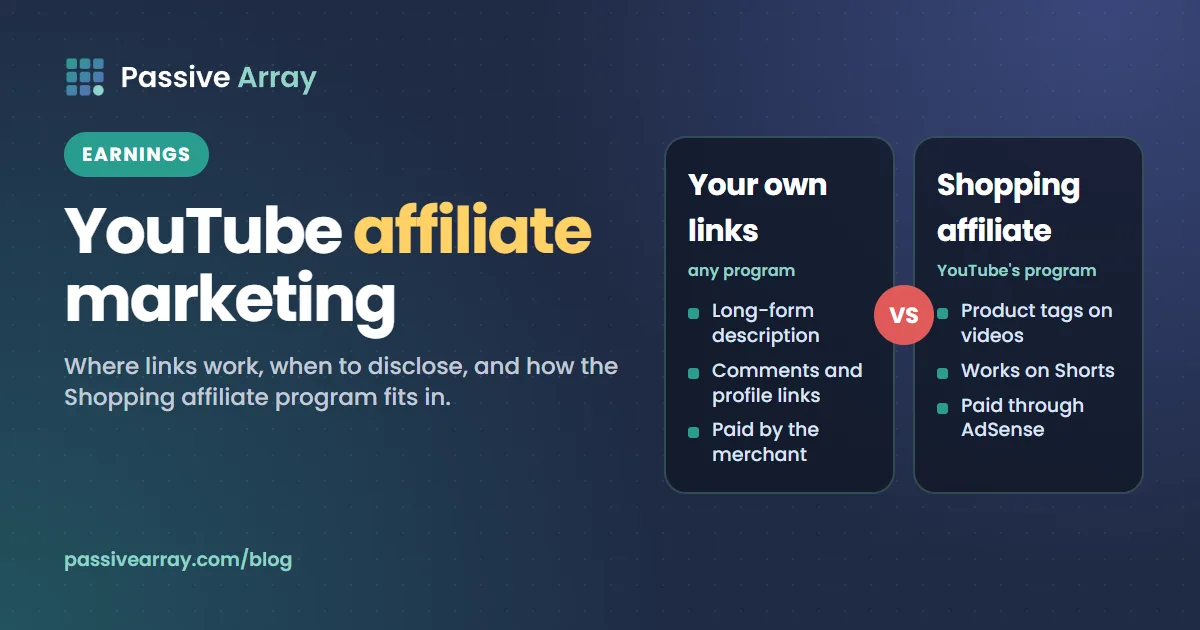 Passive Array
EARNINGS
YouTube affiliate
marketing
Where links work, when to disclose, and how the
Shopping affiliate program fits in.
passivearray.com/blog
Your own
links
any program
Long-form
description
Comments and
profile links
Paid by the
merchant
VS
Shopping
affiliate
YouTube's program
Product tags on
videos
Works on Shorts
Paid through
AdSense